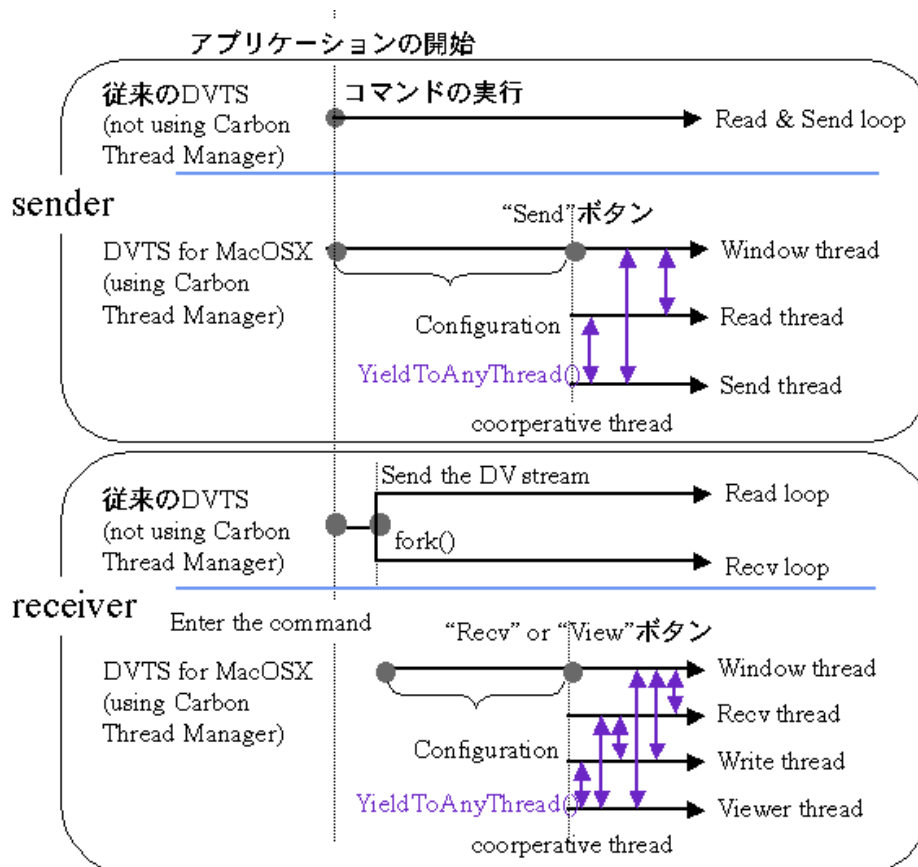 アプリケーションの開始
従来のDVTS
(not using Carbon
Thread Manager)
コマンドの実行
Read & Send loop
sender
"Send"ボタン
DVTS for MacOSX
(using Carbon
Thread Manager)
Window thread
Configuration
Read thread
YieldToAnyThread()
Send thread
coorperative thread
従来のDVTS
(not using Carbon
Thread Manager)
Send the DV stream
Read loop
fork()
Recv loop
receiver
Enter the command
"Recv" or "View"ボタン
DVTS for MacOSX
(using Carbon
Thread Manager)
Window thread
Recv thread
Configuration
Write thread
YieldToAnyThread()
Viewer thread
coorperative thread